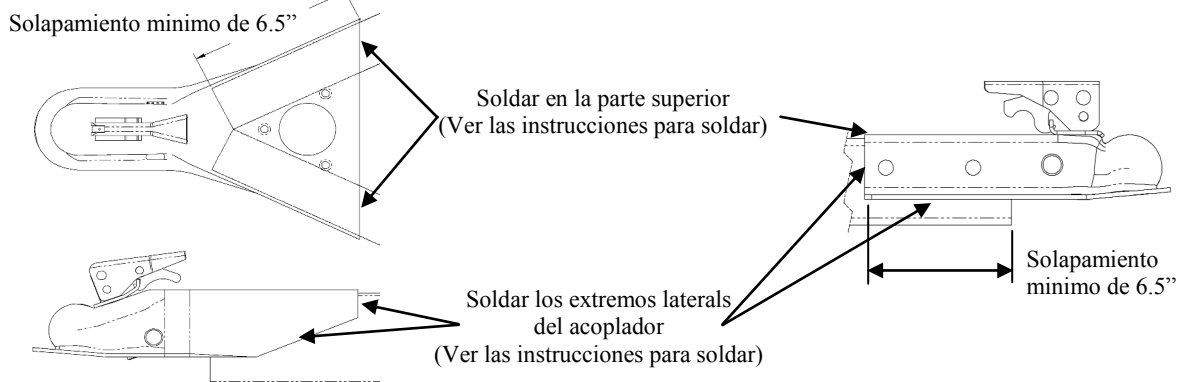 Solapamiento minimo de 6.5”
Soldar en la parte superior
(Ver las instrucciones para soldar)
Solapamiento
minimo de 6.5”
Soldar los extremos laterals
del acoplador
(Ver las instrucciones para soldar)